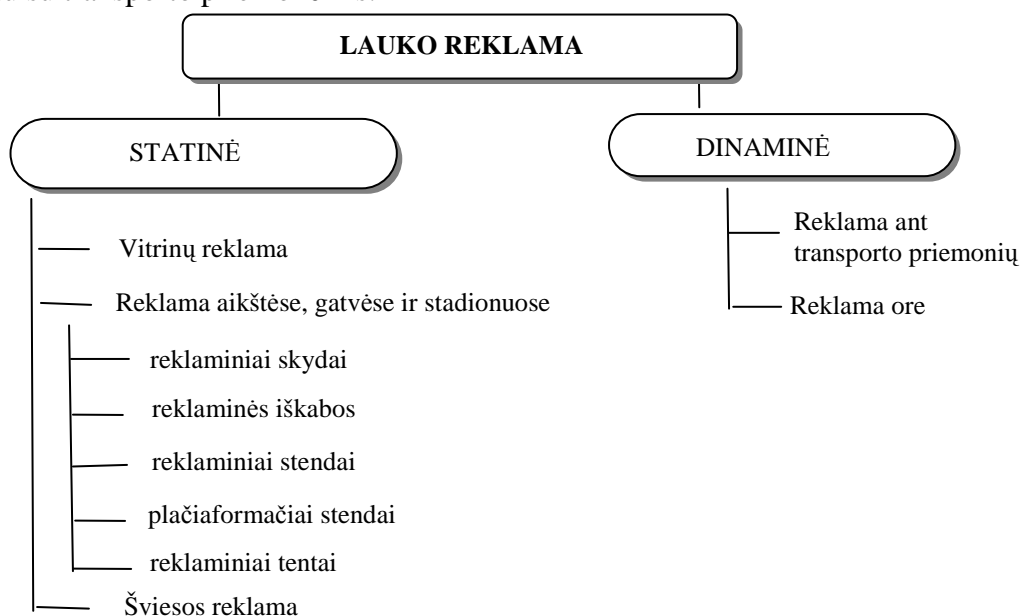 LAUKO REKLAMA
STATINĖ
DINAMINĖ
Vitrinų reklama
Reklama aikštėse, gatvėse ir stadionuose
reklaminiai skydai
reklaminės iškabos
reklaminiai stendai
plačiaformačiai stendai
reklaminiai tentai
Šviesos reklama
Reklama ant
transporto priemonių
Reklama ore